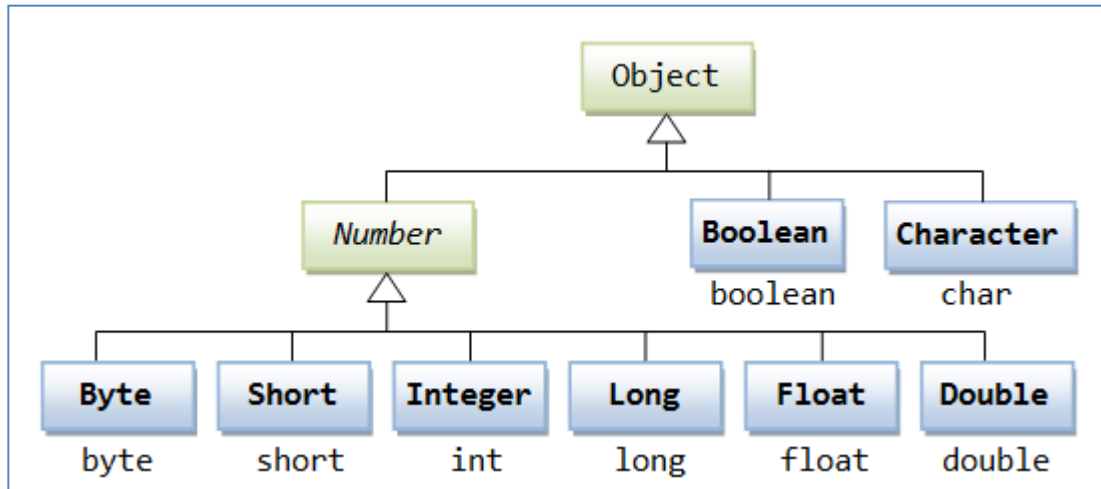 Object
Number Boolean Character
boolean char
Byte Short Integer Long Float Double
byte short int long float double